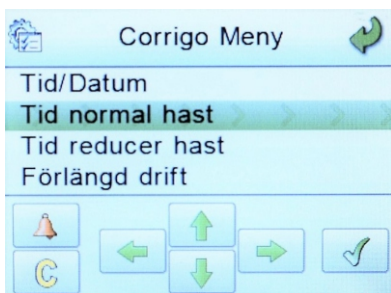 Corrigo Meny
Tid/Datum
Tid normal hast
Tid reducer hast
Förlängd drift
C